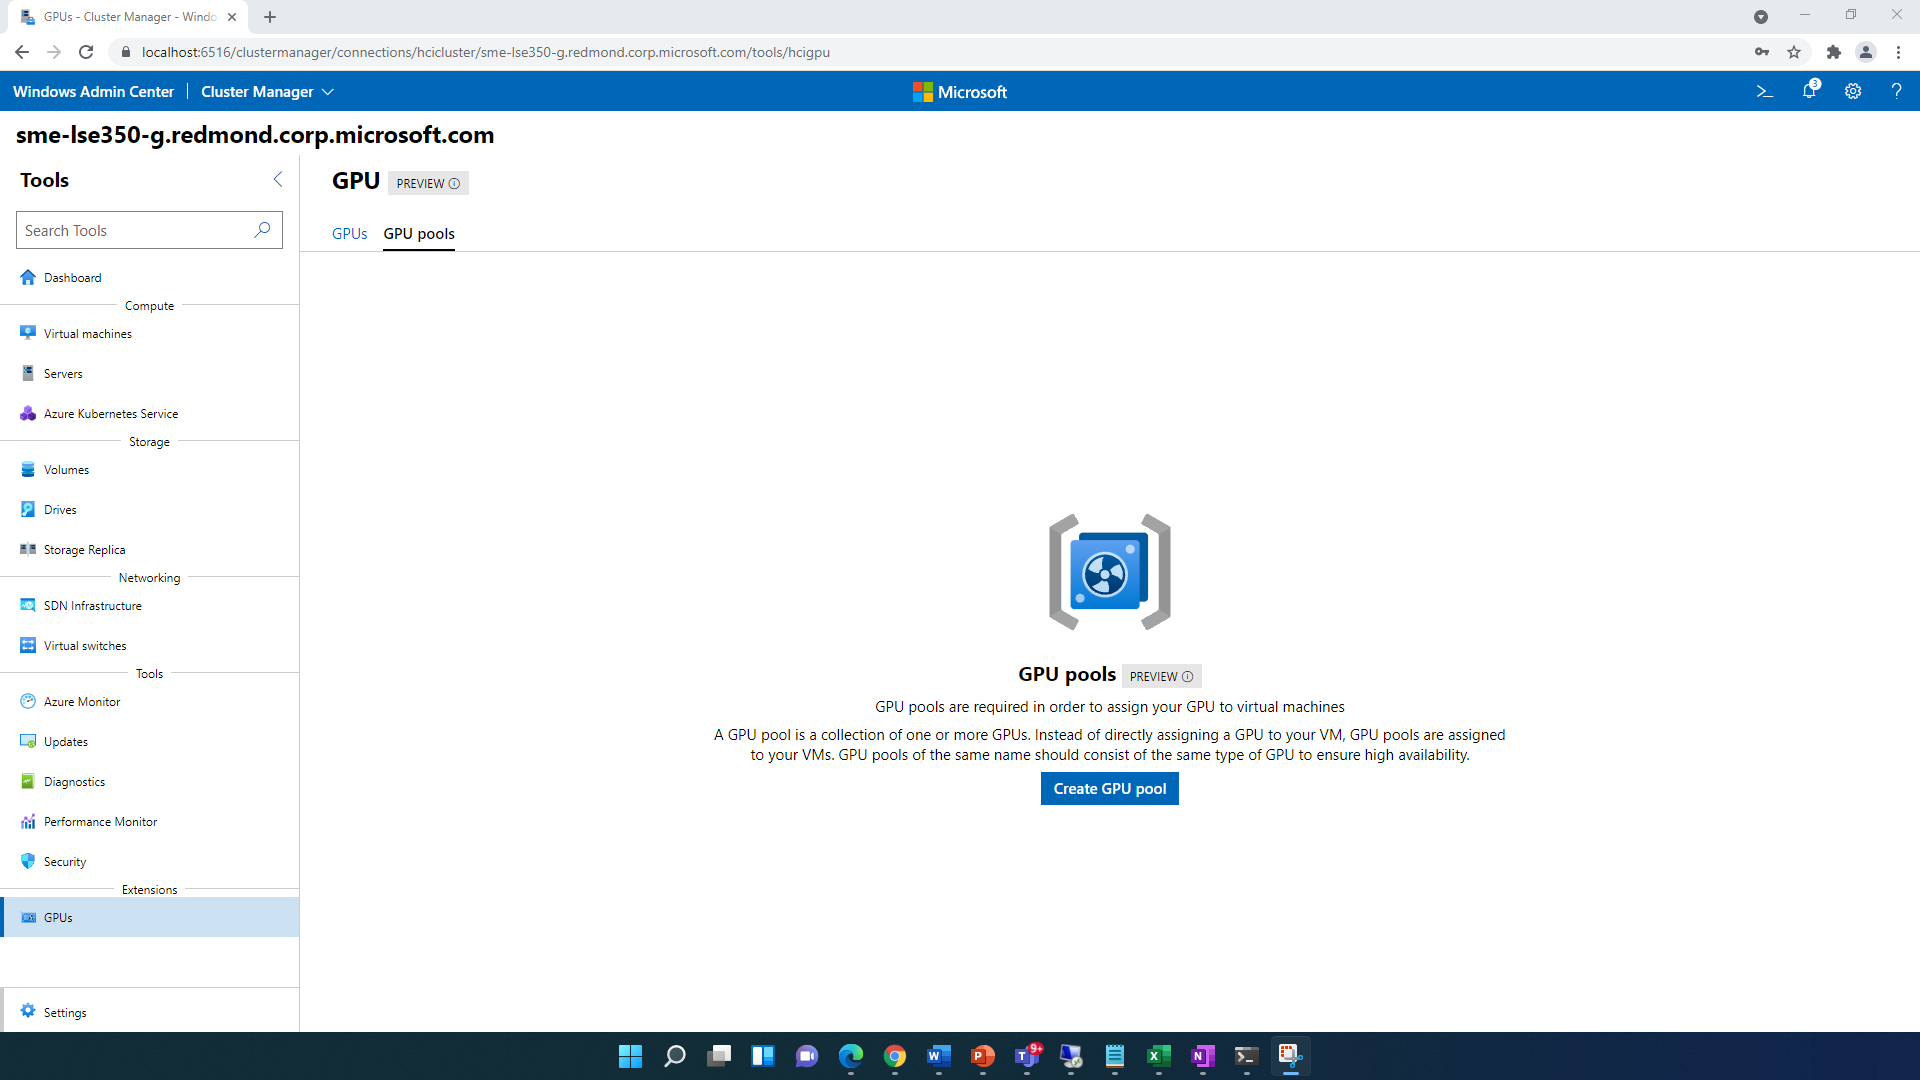 GPUs - Cluster Manager - Windo
localhost:6516/clustermanager/connections/hcicluster/sme-lse350-g.redmond.corp.microsoft.com/tools/hcigpu
Windows Admin Center
Cluster Manager
Microsoft
3
sme-lse350-g.redmond.corp.microsoft.com
Tools
Search Tools
Dashboard
Compute
Virtual machines
Servers
Azure Kubernetes Service
Storage
Volumes
Drives
Storage Replica
Networking
SDN Infrastructure
Virtual switches
Tools
Azure Monitor
Updates
Diagnostics
Performance Monitor
Security
Extensions
GPUs
Settings
GPU PREVIEW
GPUs GPU pools
GPU pools PREVIEW
GPU pools are required in order to assign your GPU to virtual machines
A GPU pool is a collection of one or more GPUs. Instead of directly assigning a GPU to your VM, GPU pools are assigned
to your VMs. GPU pools of the same name should consist of the same type of GPU to ensure high availability.
Create GPU pool
9+